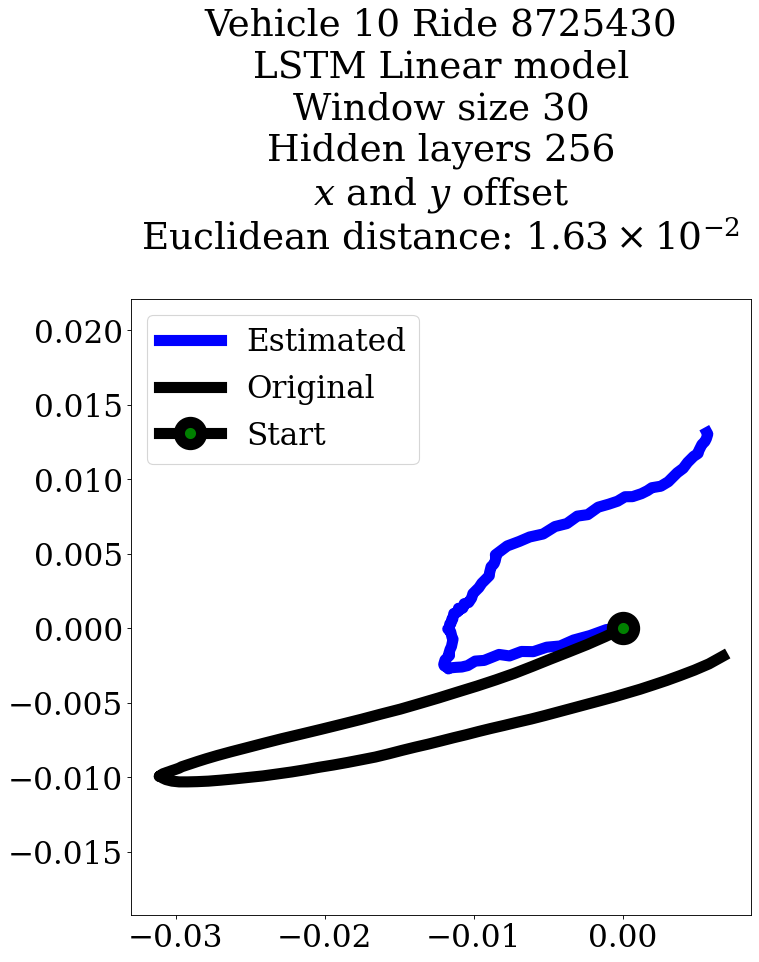 Vehicle 10 Ride 8725430
LSTM Linear model
Window size 30
Hidden layers 256
x and y offset
Euclidean distance: 1.63 × 10⁻²
Estimated
Original
Start
0.020
0.015
0.010
0.005
0.000
−0.005
−0.010
−0.015
−0.03 −0.02 −0.01 0.00